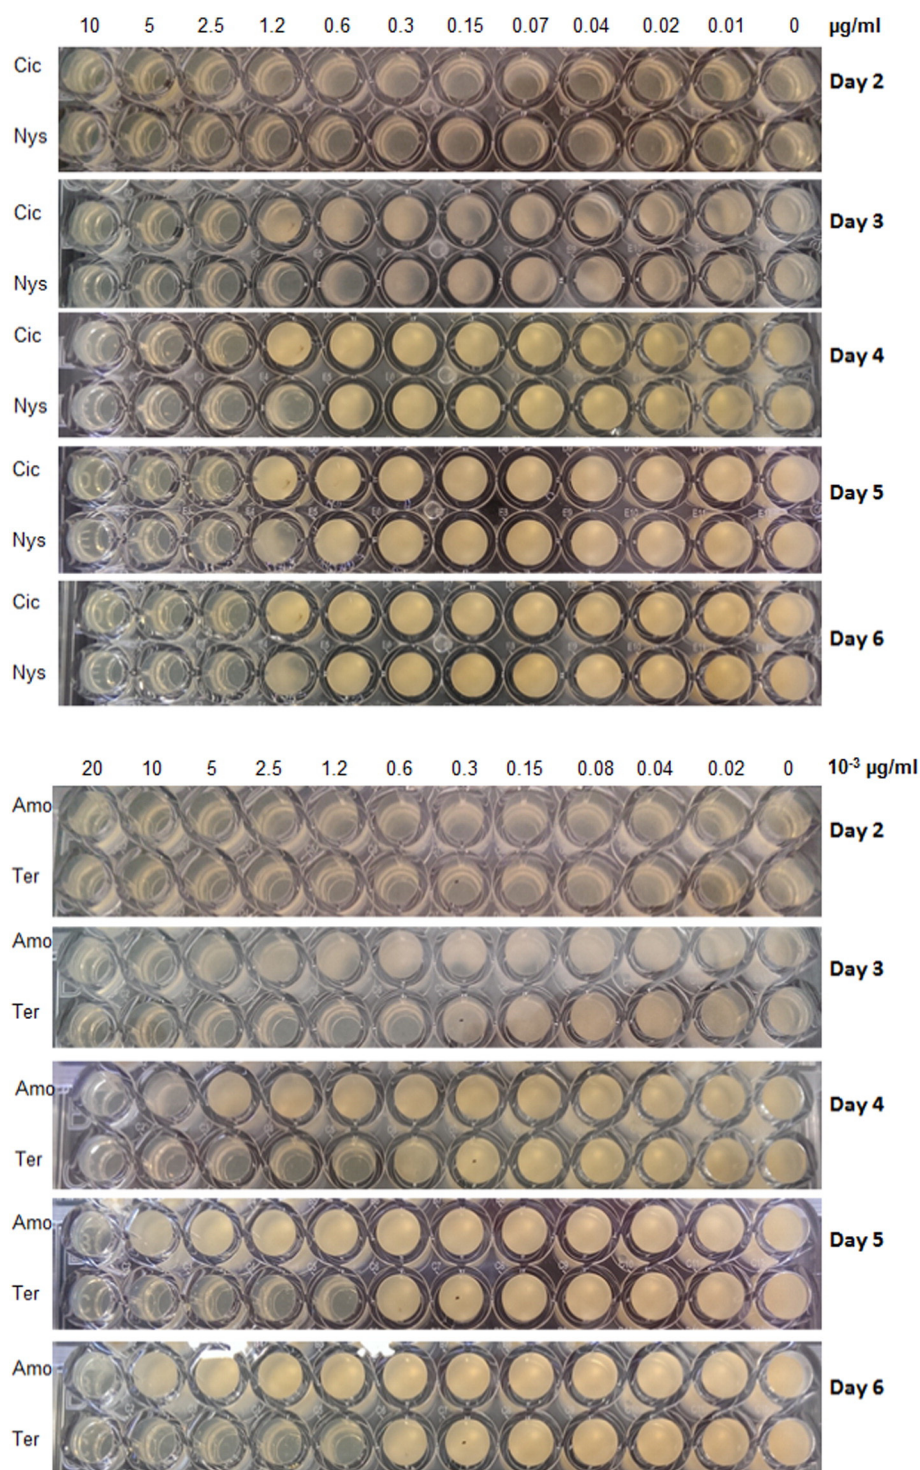 10 5 2.5 1.2 0.6 0.3 0.15 0.07 0.04 0.02 0.01 0 µg/ml
Cic
Day 2
Nys
Cic
Day 3
Nys
Cic
Day 4
Nys
Cic
Day 5
Nys
Cic
Day 6
Nys
20 10 5 2.5 1.2 0.6 0.3 0.15 0.08 0.04 0.02 0 10⁻³ µg/ml
Amo
Day 2
Ter
Amo
Day 3
Ter
Amo
Day 4
Ter
Amo
Day 5
Ter
Amo
Day 6
Ter